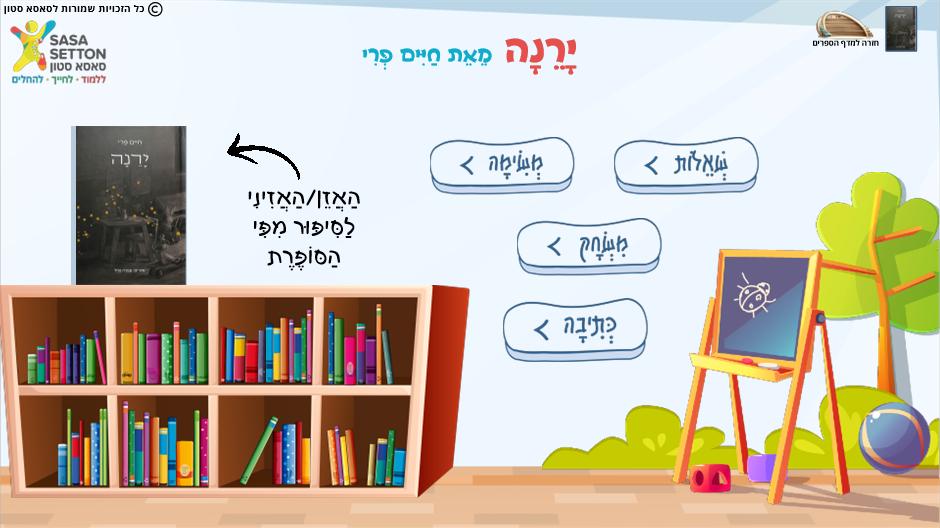 © כל הזכויות שמורות לסאסא סטון
SASA
SETTON
סאסא סטון
ללמוד · לחייך · להחלים
יָרֵנָה מֵאֵת חַיִּים פְּרִי
חזרה למדף הספרים
חיים פרי
יָרֵנָה
הַאֲזֵן/הַאֲזִינִי
לַסִּיפּוּר מִפִּי
הַסּוֹפֶרֶת
שְׁאֵלוֹת >
מְשִׂימָה >
מִשְׂחָק >
כְּתִיבָה >